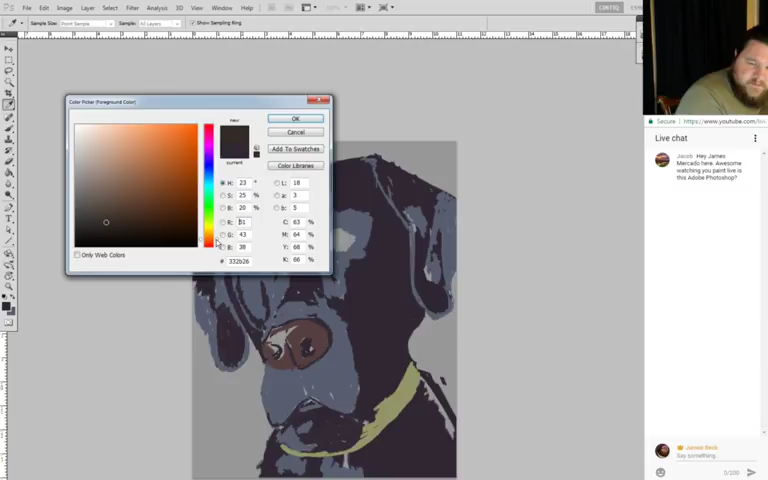 Ps File Edit Image Layer Select Filter Analysis 3D View Window Help
Sample Size: Point Sample Sample: All Layers Show Sampling Ring
Color Picker (Foreground Color)
new
current
OK
Cancel
Add To Swatches
Color Libraries
H: 23 ° L: 18
S: 25 % a: 3
B: 20 % b: 5
R: 51 C: 63 %
G: 43 M: 64 %
B: 38 Y: 68 %
# 332b26 K: 66 %
Only Web Colors
Secure https://www.youtube.com/
Live chat
Jacob Hey James
Mercado here. Awesome
watching you paint live is
this Adobe Photoshop?
James Beck
Say something...
0/200